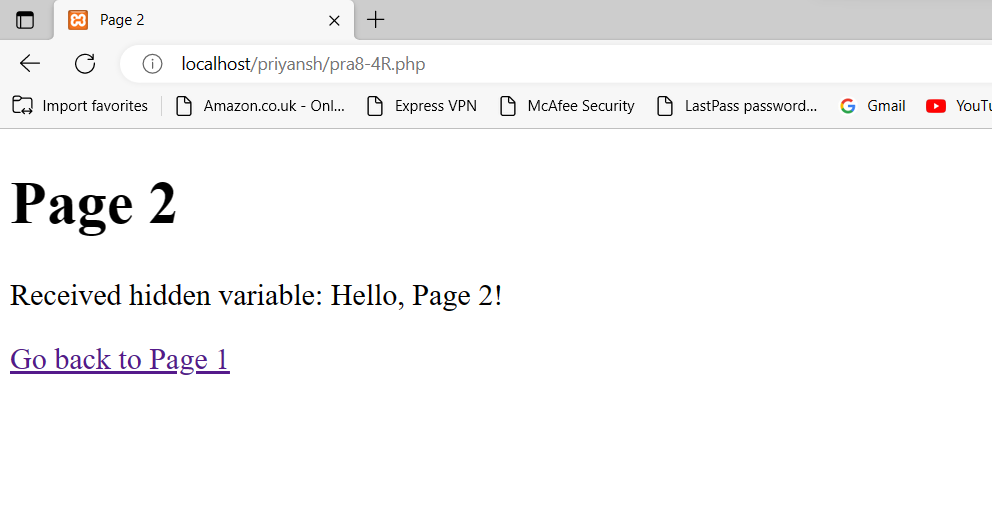 Page 2
localhost/priyansh/pra8-4R.php
Import favorites Amazon.co.uk - Onl... Express VPN McAfee Security LastPass password... Gmail YouTu
Page 2
Received hidden variable: Hello, Page 2!
Go back to Page 1